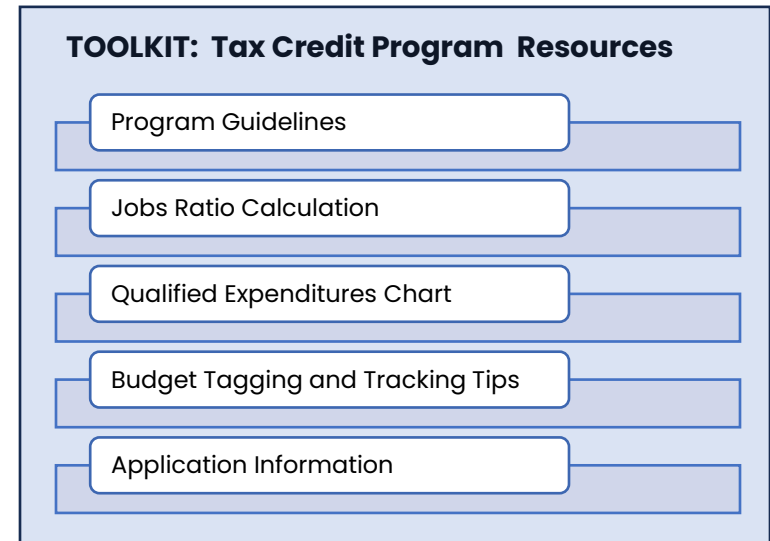 TOOLKIT: Tax Credit Program Resources
Program Guidelines
Jobs Ratio Calculation
Qualified Expenditures Chart
Budget Tagging and Tracking Tips
Application Information